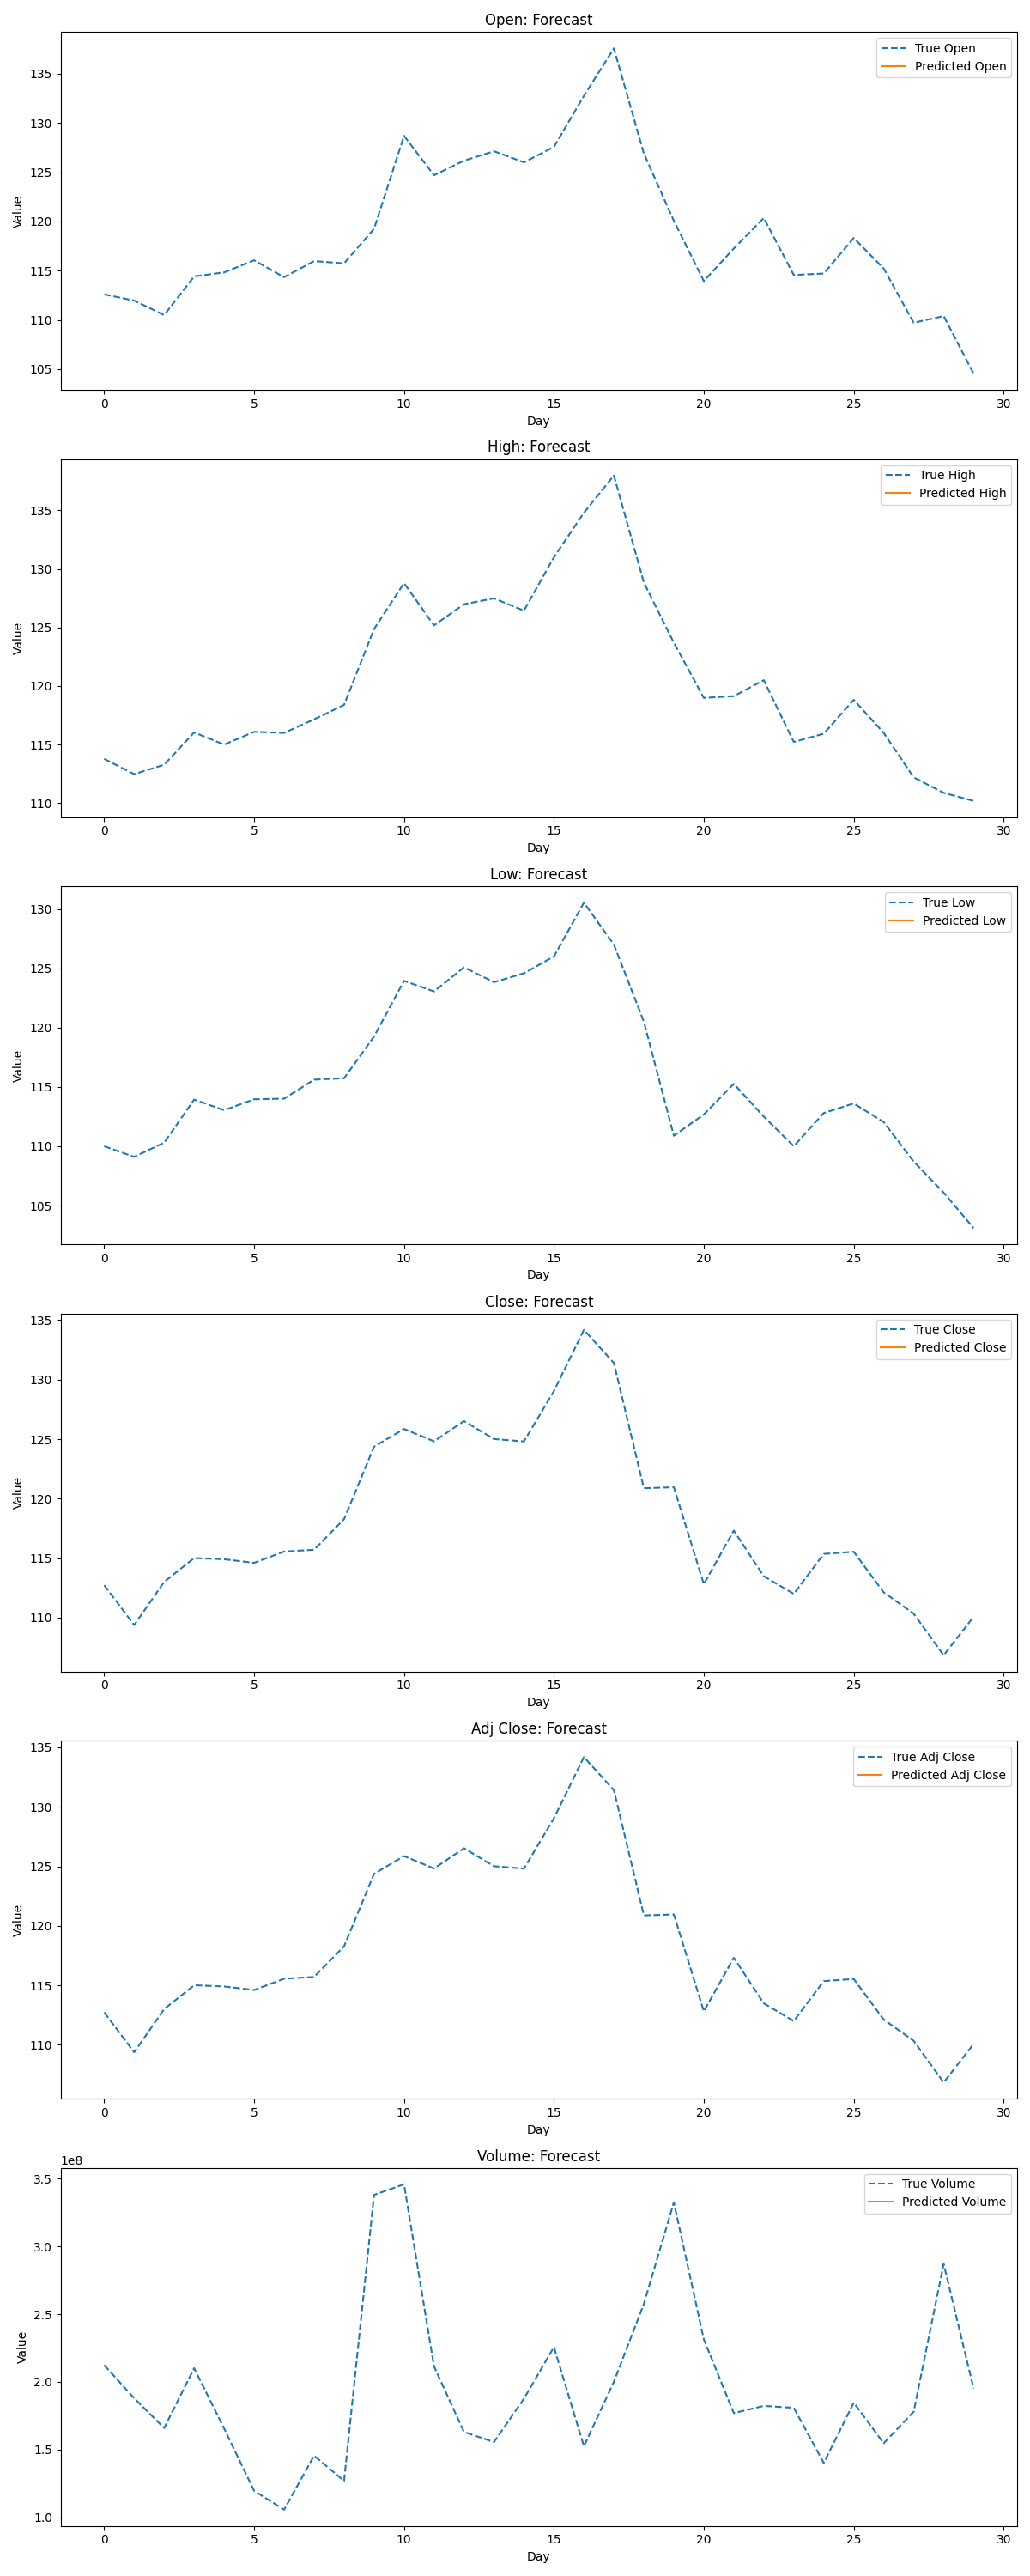 Open: Forecast
True Open
Predicted Open
135
130
125
120
115
110
105
Value
0 5 10 15 20 25 30
Day
High: Forecast
True High
Predicted High
135
130
125
120
115
110
Value
0 5 10 15 20 25 30
Day
Low: Forecast
True Low
Predicted Low
130
125
120
115
110
105
Value
0 5 10 15 20 25 30
Day
Close: Forecast
True Close
Predicted Close
135
130
125
120
115
110
Value
0 5 10 15 20 25 30
Day
Adj Close: Forecast
True Adj Close
Predicted Adj Close
135
130
125
120
115
110
Value
0 5 10 15 20 25 30
Day
Volume: Forecast
1e8
True Volume
Predicted Volume
3.5
3.0
2.5
2.0
1.5
1.0
Value
0 5 10 15 20 25 30
Day